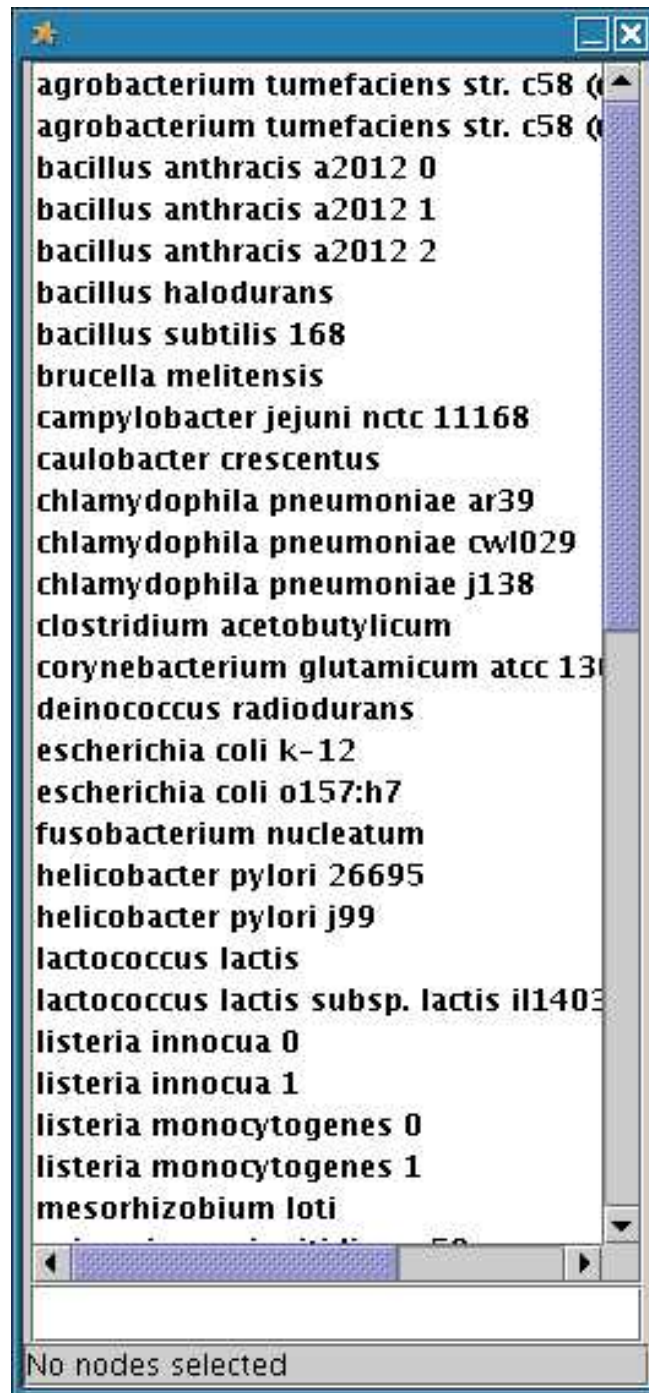 agrobacterium tumefaciens str. c58 (
agrobacterium tumefaciens str. c58 (
bacillus anthracis a2012 0
bacillus anthracis a2012 1
bacillus anthracis a2012 2
bacillus halodurans
bacillus subtilis 168
brucella melitensis
campylobacter jejuni nctc 11168
caulobacter crescentus
chlamydophila pneumoniae ar39
chlamydophila pneumoniae cwl029
chlamydophila pneumoniae j138
clostridium acetobutylicum
corynebacterium glutamicum atcc 13
deinococcus radiodurans
escherichia coli k-12
escherichia coli o157:h7
fusobacterium nucleatum
helicobacter pylori 26695
helicobacter pylori j99
lactococcus lactis
lactococcus lactis subsp. lactis il1403
listeria innocua 0
listeria innocua 1
listeria monocytogenes 0
listeria monocytogenes 1
mesorhizobium loti
No nodes selected